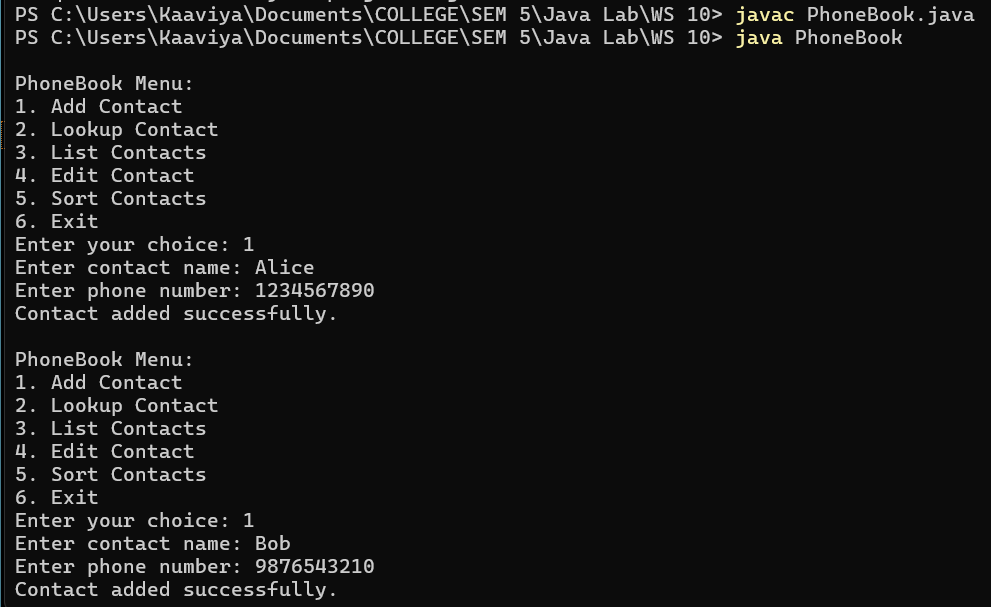 PS C:\Users\Kaaviya\Documents\COLLEGE\SEM 5\Java Lab\WS 10> javac PhoneBook.java
PS C:\Users\Kaaviya\Documents\COLLEGE\SEM 5\Java Lab\WS 10> java PhoneBook
PhoneBook Menu:
1. Add Contact
2. Lookup Contact
3. List Contacts
4. Edit Contact
5. Sort Contacts
6. Exit
Enter your choice: 1
Enter contact name: Alice
Enter phone number: 1234567890
Contact added successfully.
PhoneBook Menu:
1. Add Contact
2. Lookup Contact
3. List Contacts
4. Edit Contact
5. Sort Contacts
6. Exit
Enter your choice: 1
Enter contact name: Bob
Enter phone number: 9876543210
Contact added successfully.